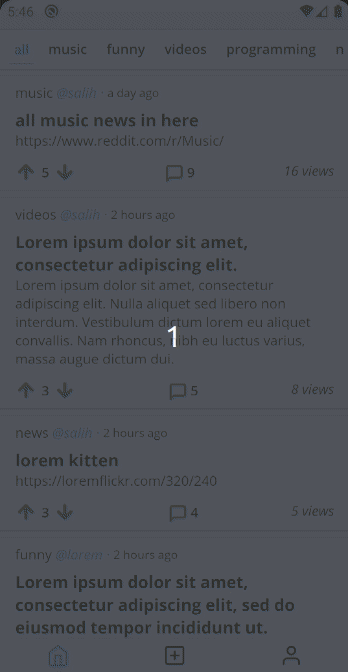 5:46
all music funny videos programming n
music @salih · a day ago
all music news in here
https://www.reddit.com/r/Music/
5 9 16 views
videos @salih · 2 hours ago
Lorem ipsum dolor sit amet,
consectetur adipiscing elit.
Lorem ipsum dolor sit amet, consectetur
adipiscing elit. Nulla aliquet sed libero non
interdum. Vestibulum dictum lorem eu aliquet
convallis. Nam rhoncus, nibh eu luctus varius,
massa augue dictum dui.
1
3 5 8 views
news @salih · 2 hours ago
lorem kitten
https://loremflickr.com/320/240
3 4 5 views
funny @lorem · 2 hours ago
Lorem ipsum dolor sit amet,
consectetur adipiscing elit, sed do
eiusmod tempor incididunt ut.